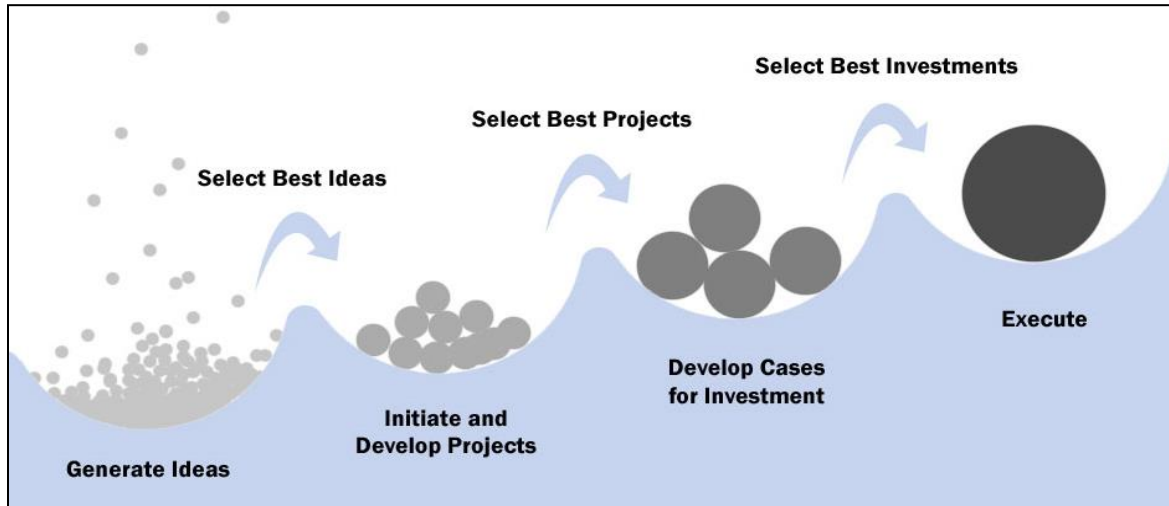 Select Best Investments
Select Best Projects
Select Best Ideas
Execute
Develop Cases
for Investment
Initiate and
Develop Projects
Generate Ideas